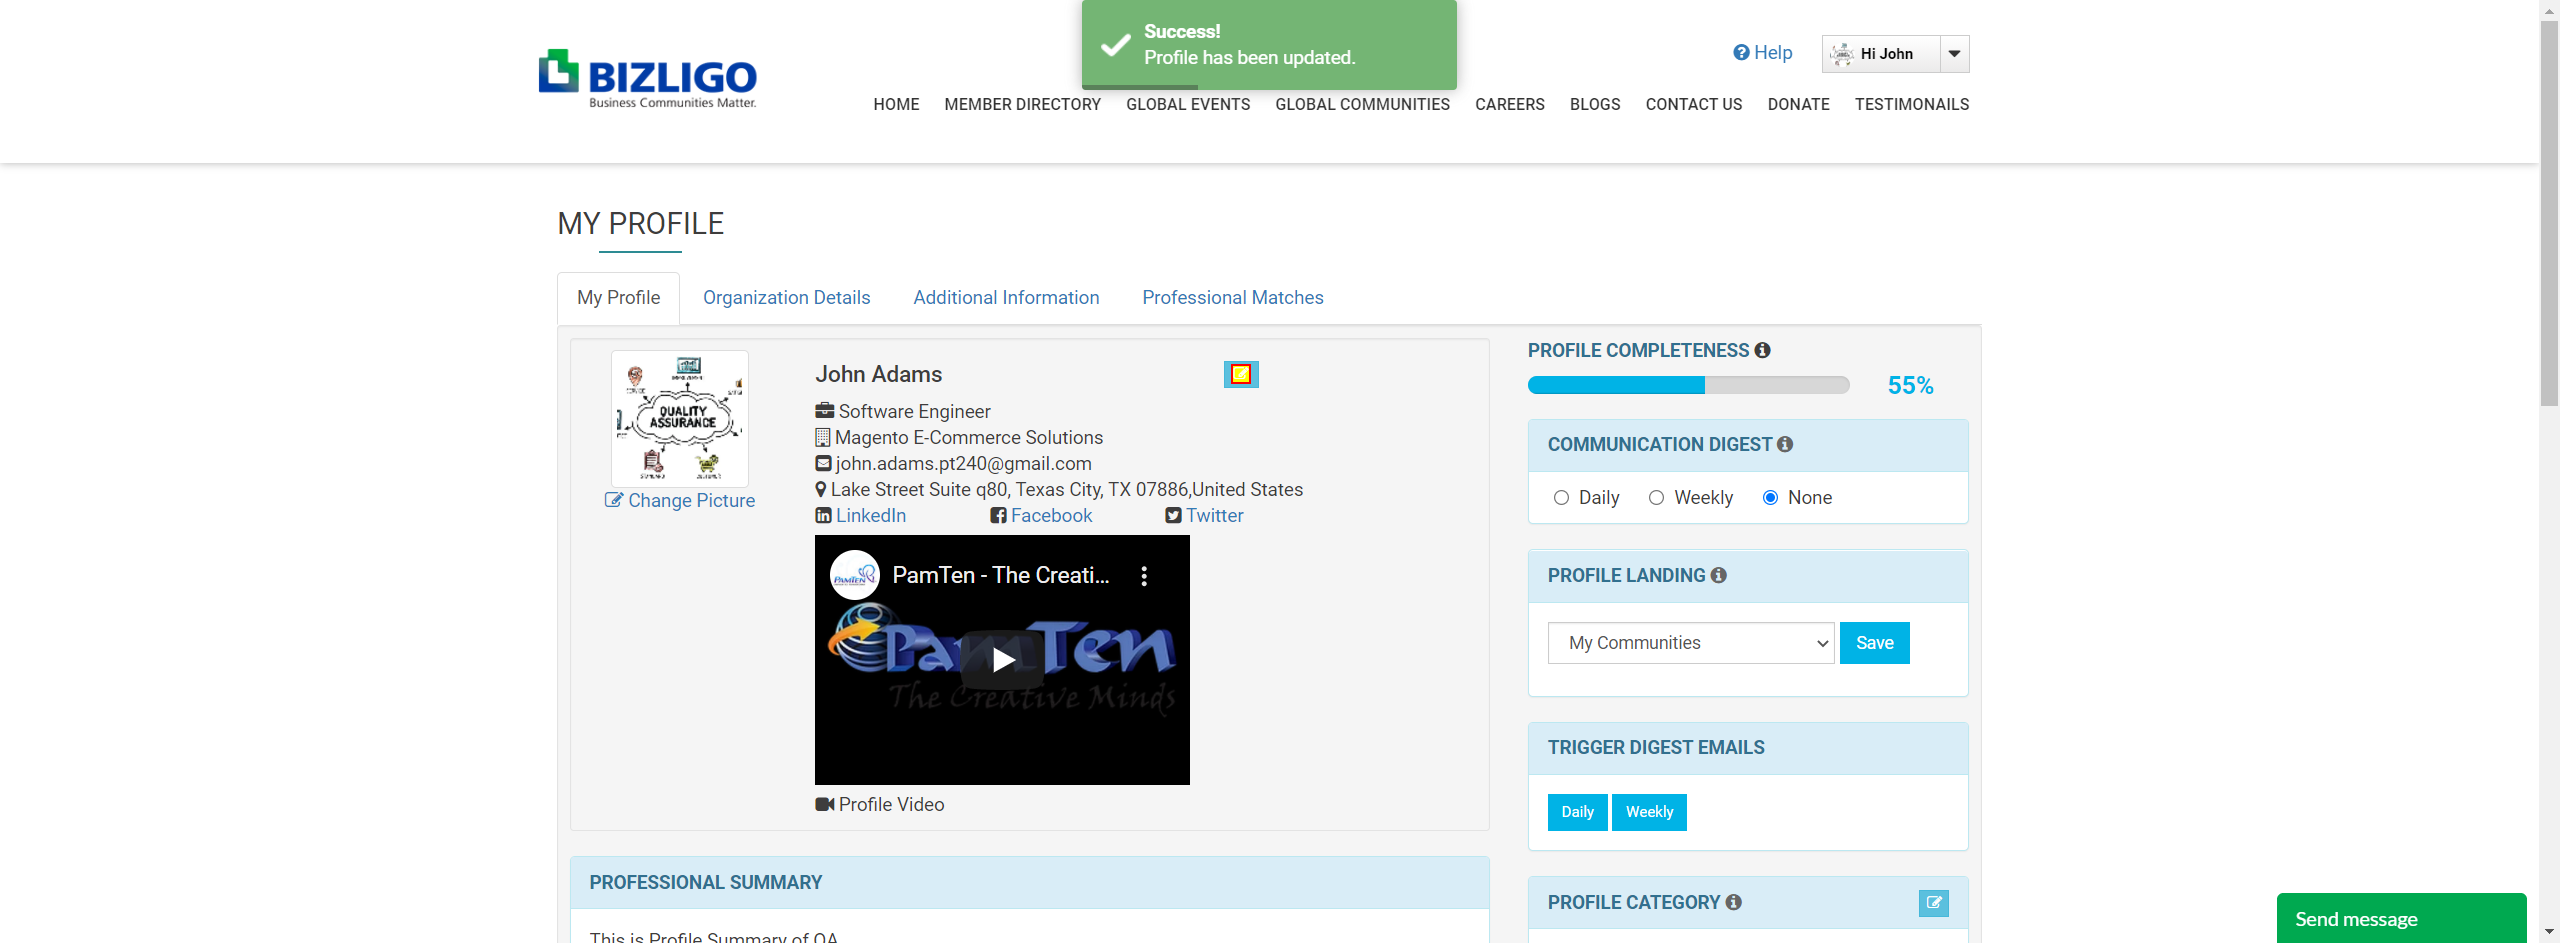 Success!
Profile has been updated.
BIZLIGO
Business Communities Matter.
Help
Hi John
HOME MEMBER DIRECTORY GLOBAL EVENTS GLOBAL COMMUNITIES CAREERS BLOGS CONTACT US DONATE TESTIMONAILS
MY PROFILE
My Profile Organization Details Additional Information Professional Matches
QUALITY
ASSURANCE
Change Picture
John Adams
Software Engineer
Magento E-Commerce Solutions
john.adams.pt240@gmail.com
Lake Street Suite q80, Texas City, TX 07886,United States
LinkedIn Facebook Twitter
PamTen - The Creati...
PamTen
The Creative Minds
Profile Video
PROFESSIONAL SUMMARY
This is Profile Summary of QA
PROFILE COMPLETENESS
55%
COMMUNICATION DIGEST
Daily Weekly None
PROFILE LANDING
My Communities Save
TRIGGER DIGEST EMAILS
Daily Weekly
PROFILE CATEGORY
Send message